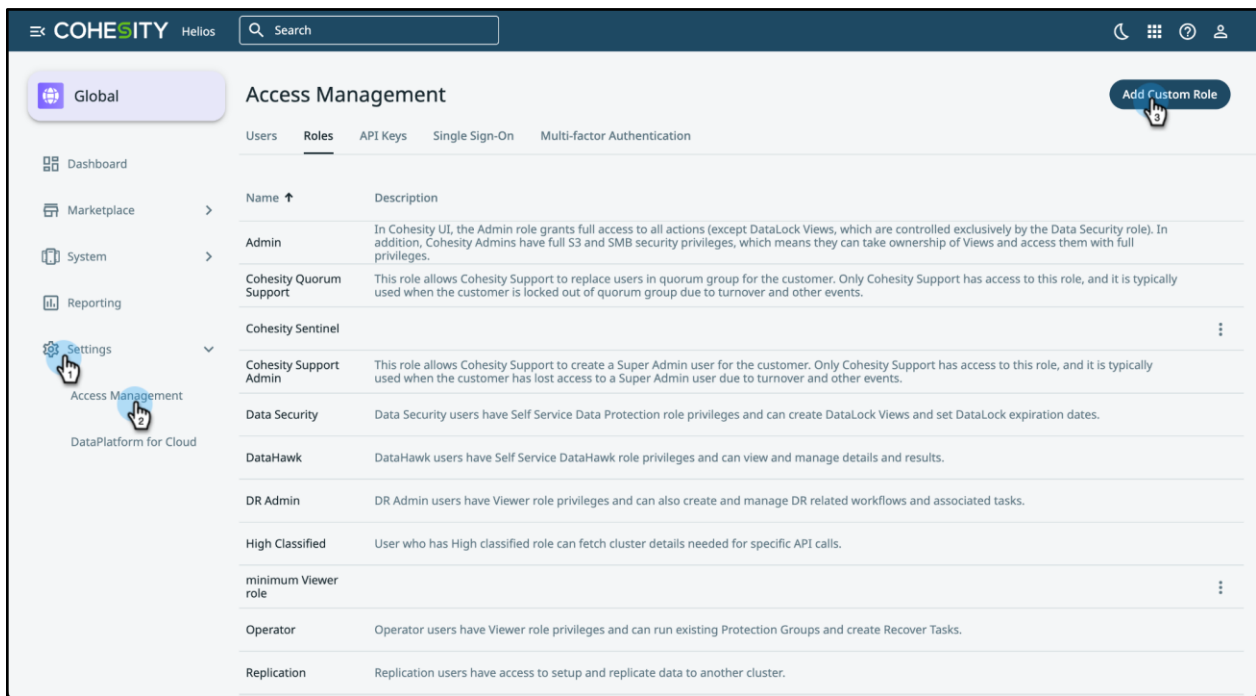 COHESITY Helios
Search
Global
Access Management
Add Custom Role
3
Users Roles API Keys Single Sign-On Multi-factor Authentication
Dashboard
Marketplace
System
Reporting
Settings
1
Access Management
2
DataPlatform for Cloud
Name Description
Admin
In Cohesity UI, the Admin role grants full access to all actions (except DataLock Views, which are controlled exclusively by the Data Security role). In
addition, Cohesity Admins have full S3 and SMB security privileges, which means they can take ownership of Views and access them with full
privileges.
Cohesity Quorum
Support
This role allows Cohesity Support to replace users in quorum group for the customer. Only Cohesity Support has access to this role, and it is typically
used when the customer is locked out of quorum group due to turnover and other events.
Cohesity Sentinel
Cohesity Support
Admin
This role allows Cohesity Support to create a Super Admin user for the customer. Only Cohesity Support has access to this role, and it is typically
used when the customer has lost access to a Super Admin user due to turnover and other events.
Data Security
Data Security users have Self Service Data Protection role privileges and can create DataLock Views and set DataLock expiration dates.
DataHawk
DataHawk users have Self Service DataHawk role privileges and can view and manage details and results.
DR Admin
DR Admin users have Viewer role privileges and can also create and manage DR related workflows and associated tasks.
High Classified
User who has High classified role can fetch cluster details needed for specific API calls.
minimum Viewer
role
Operator
Operator users have Viewer role privileges and can run existing Protection Groups and create Recover Tasks.
Replication
Replication users have access to setup and replicate data to another cluster.